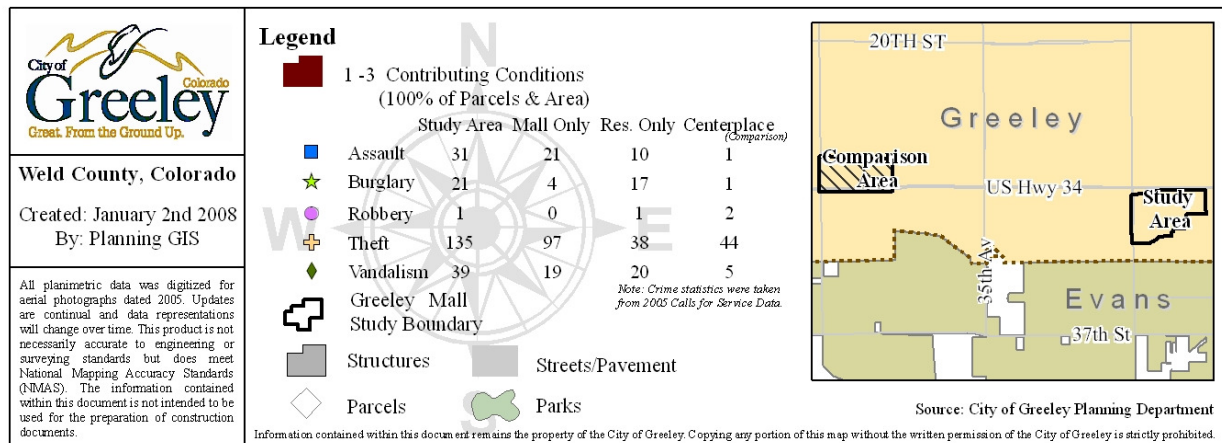 City of
Greeley
Colorado
Great. From the Ground Up.
Weld County, Colorado
Created: January 2nd 2008
By: Planning GIS
All planimetric data was digitized for
aerial photographs dated 2005. Updates
are continual and data representations
will change over time. This product is not
necessarily accurate to engineering or
surveying standards but does meet
National Mapping Accuracy Standards
(NMAS). The information contained
within this document is not intended to be
used for the preparation of construction
documents.
Legend
1 -3 Contributing Conditions
(100% of Parcels & Area)
Study Area Mall Only Res. Only Centerplace
(Comparison)
Assault 31 21 10 1
Burglary 21 4 17 1
Robbery 1 0 1 2
Theft 135 97 38 44
Vandalism 39 19 20 5
Note: Crime statistics were taken
from 2005 Calls for Service Data.
Greeley Mall
Study Boundary
Structures
Streets/Pavement
Parcels
Parks
N
W
E
S
20TH ST
Greeley
Comparison
Area
US Hwy 34
Study
Area
35th Av
Evans
37th St
Source: City of Greeley Planning Department
Information contained within this document remains the property of the City of Greeley. Copying any portion of this map without the written permission of the City of Greeley is strictly prohibited.